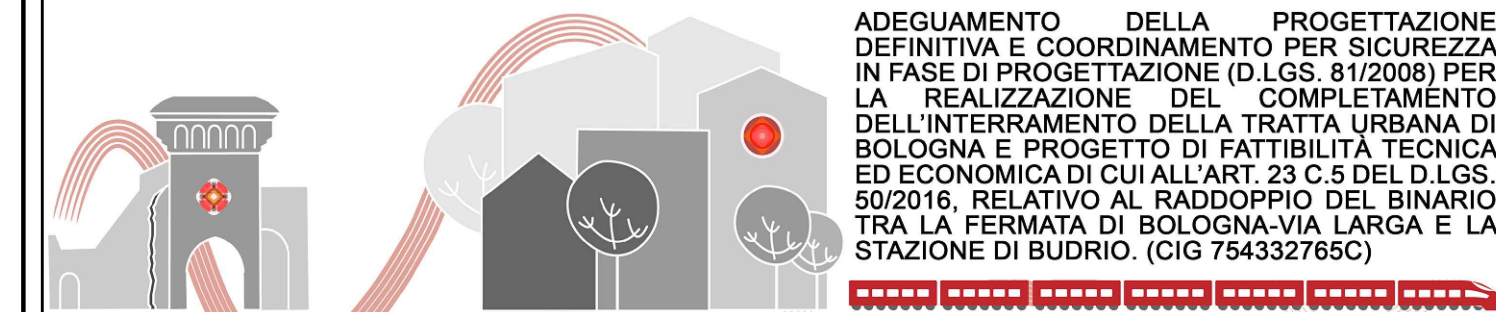 ADEGUAMENTO DELLA PROGETTAZIONE
DEFINITIVA E COORDINAMENTO PER SICUREZZA
IN FASE DI PROGETTAZIONE (D.LGS. 81/2008) PER
LA REALIZZAZIONE DEL COMPLETAMENTO
DELL'INTERRAMENTO DELLA TRATTA URBANA DI
BOLOGNA E PROGETTO DI FATTIBILITÀ TECNICA
ED ECONOMICA DI CUI ALL'ART. 23 C.5 DEL D.LGS.
50/2016, RELATIVO AL RADDOPPIO DEL BINARIO
TRA LA FERMATA DI BOLOGNA-VIA LARGA E LA
STAZIONE DI BUDRIO. (CIG 754332765C)